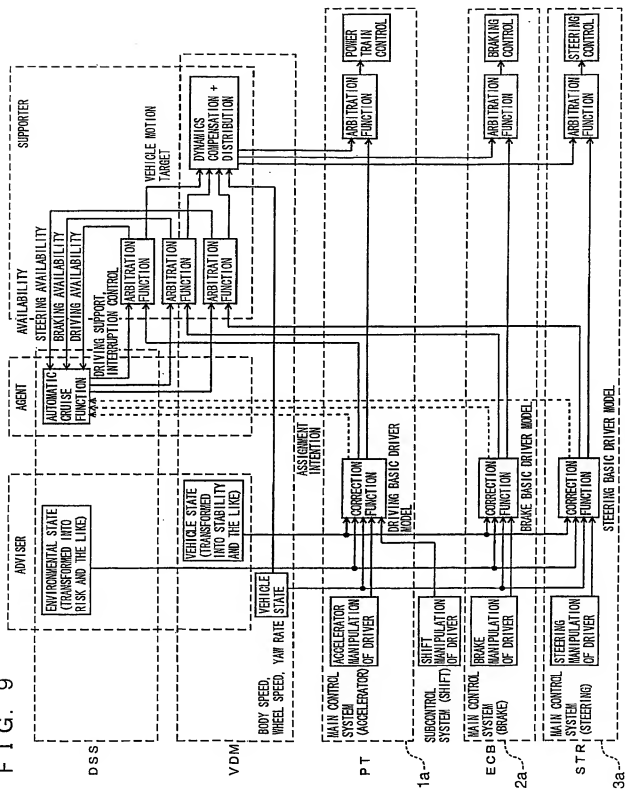 FIG. 9
DSS
VDM
PT
1a
ECB
2a
STR
3a
ADVISER
AGENT
SUPPORTER
ENVIRONMENTAL STATE
(TRANSFORMED INTO
RISK AND THE LIKE)
VEHICLE STATE
(TRANSFORMED
INTO STABILITY
AND THE LIKE)
VEHICLE
STATE
BODY SPEED,
WHEEL SPEED, YAW RATE
AUTOMATIC
CRUISE
FUNCTION
AVAILABILITY
STEERING AVAILABILITY
BRAKING AVAILABILITY
DRIVING AVAILABILITY
DRIVING SUPPORT,
INTERRUPTION CONTROL
ARBITRATION
FUNCTION
ARBITRATION
FUNCTION
ARBITRATION
FUNCTION
VEHICLE MOTION
TARGET
DYNAMICS
COMPENSATION +
DISTRIBUTION
ASSIGNMENT
INTENTION
MAIN CONTROL
SYSTEM
(ACCELERATOR)
ACCELERATOR
MANIPULATION
OF DRIVER
SUBCONTROL
SYSTEM (SHIFT)
SHIFT
MANIPULATION
OF DRIVER
CORRECTION
FUNCTION
DRIVING BASIC DRIVER
MODEL
ARBITRATION
FUNCTION
POWER
TRAIN
CONTROL
MAIN CONTROL
SYSTEM
(BRAKE)
BRAKE
MANIPULATION
OF DRIVER
CORRECTION
FUNCTION
BRAKE BASIC DRIVER MODEL
ARBITRATION
FUNCTION
BRAKING
CONTROL
MAIN CONTROL
SYSTEM
(STEERING)
STEERING
MANIPULATION
OF DRIVER
CORRECTION
FUNCTION
STEERING BASIC DRIVER MODEL
ARBITRATION
FUNCTION
STEERING
CONTROL